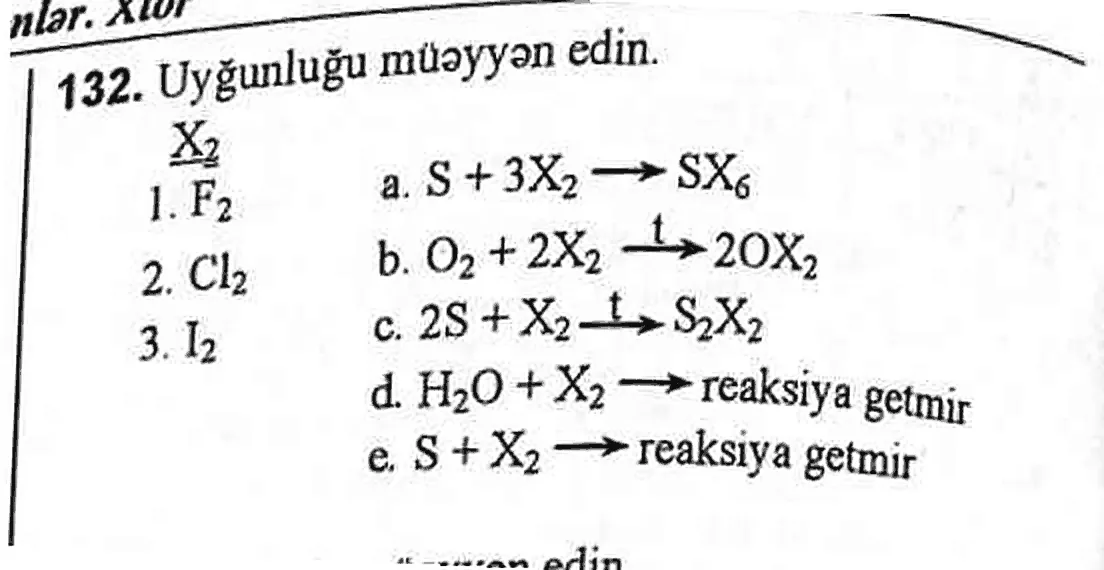 nlər. Xlor
132. Uyğunluğu müəyyən edin.
X₂
1. F₂
2. Cl₂
3. I₂
a. S + 3X₂ ⟶ SX₆
b. O₂ + 2X₂ —t→ 2OX₂
c. 2S + X₂ —t→ S₂X₂
d. H₂O + X₂ ⟶ reaksiya getmir
e. S + X₂ ⟶ reaksiya getmir
edin